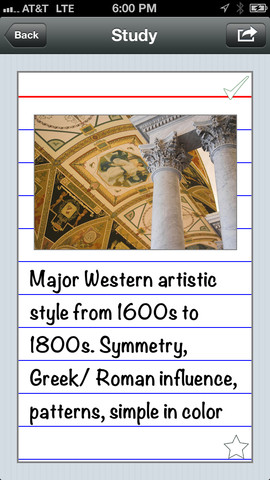 AT&T LTE 6:00 PM
Back Study
Major Western artistic
style from 1600s to
1800s. Symmetry,
Greek/ Roman influence,
patterns, simple in color